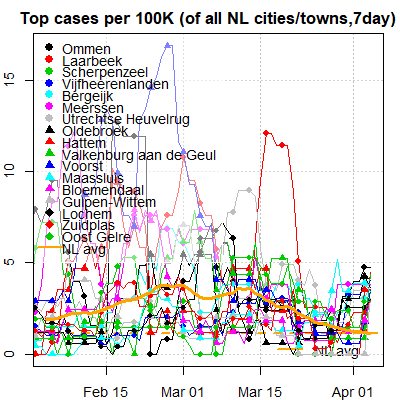 Top cases per 100K (of all NL cities/towns,7day)
Ommen
Laarbeek
Scherpenzeel
Vijfheerenlanden
Bergeijk
Meerssen
Utrechtse Heuvelrug
Oldebroek
Hattem
Valkenburg aan de Geul
Voorst
Maassluis
Bloemendaal
Gulpen-Wittem
Lochem
Zuidplas
Oost Gelre
NL avg
nl avg
15
10
5
0
Feb 15 Mar 01 Mar 15 Apr 01